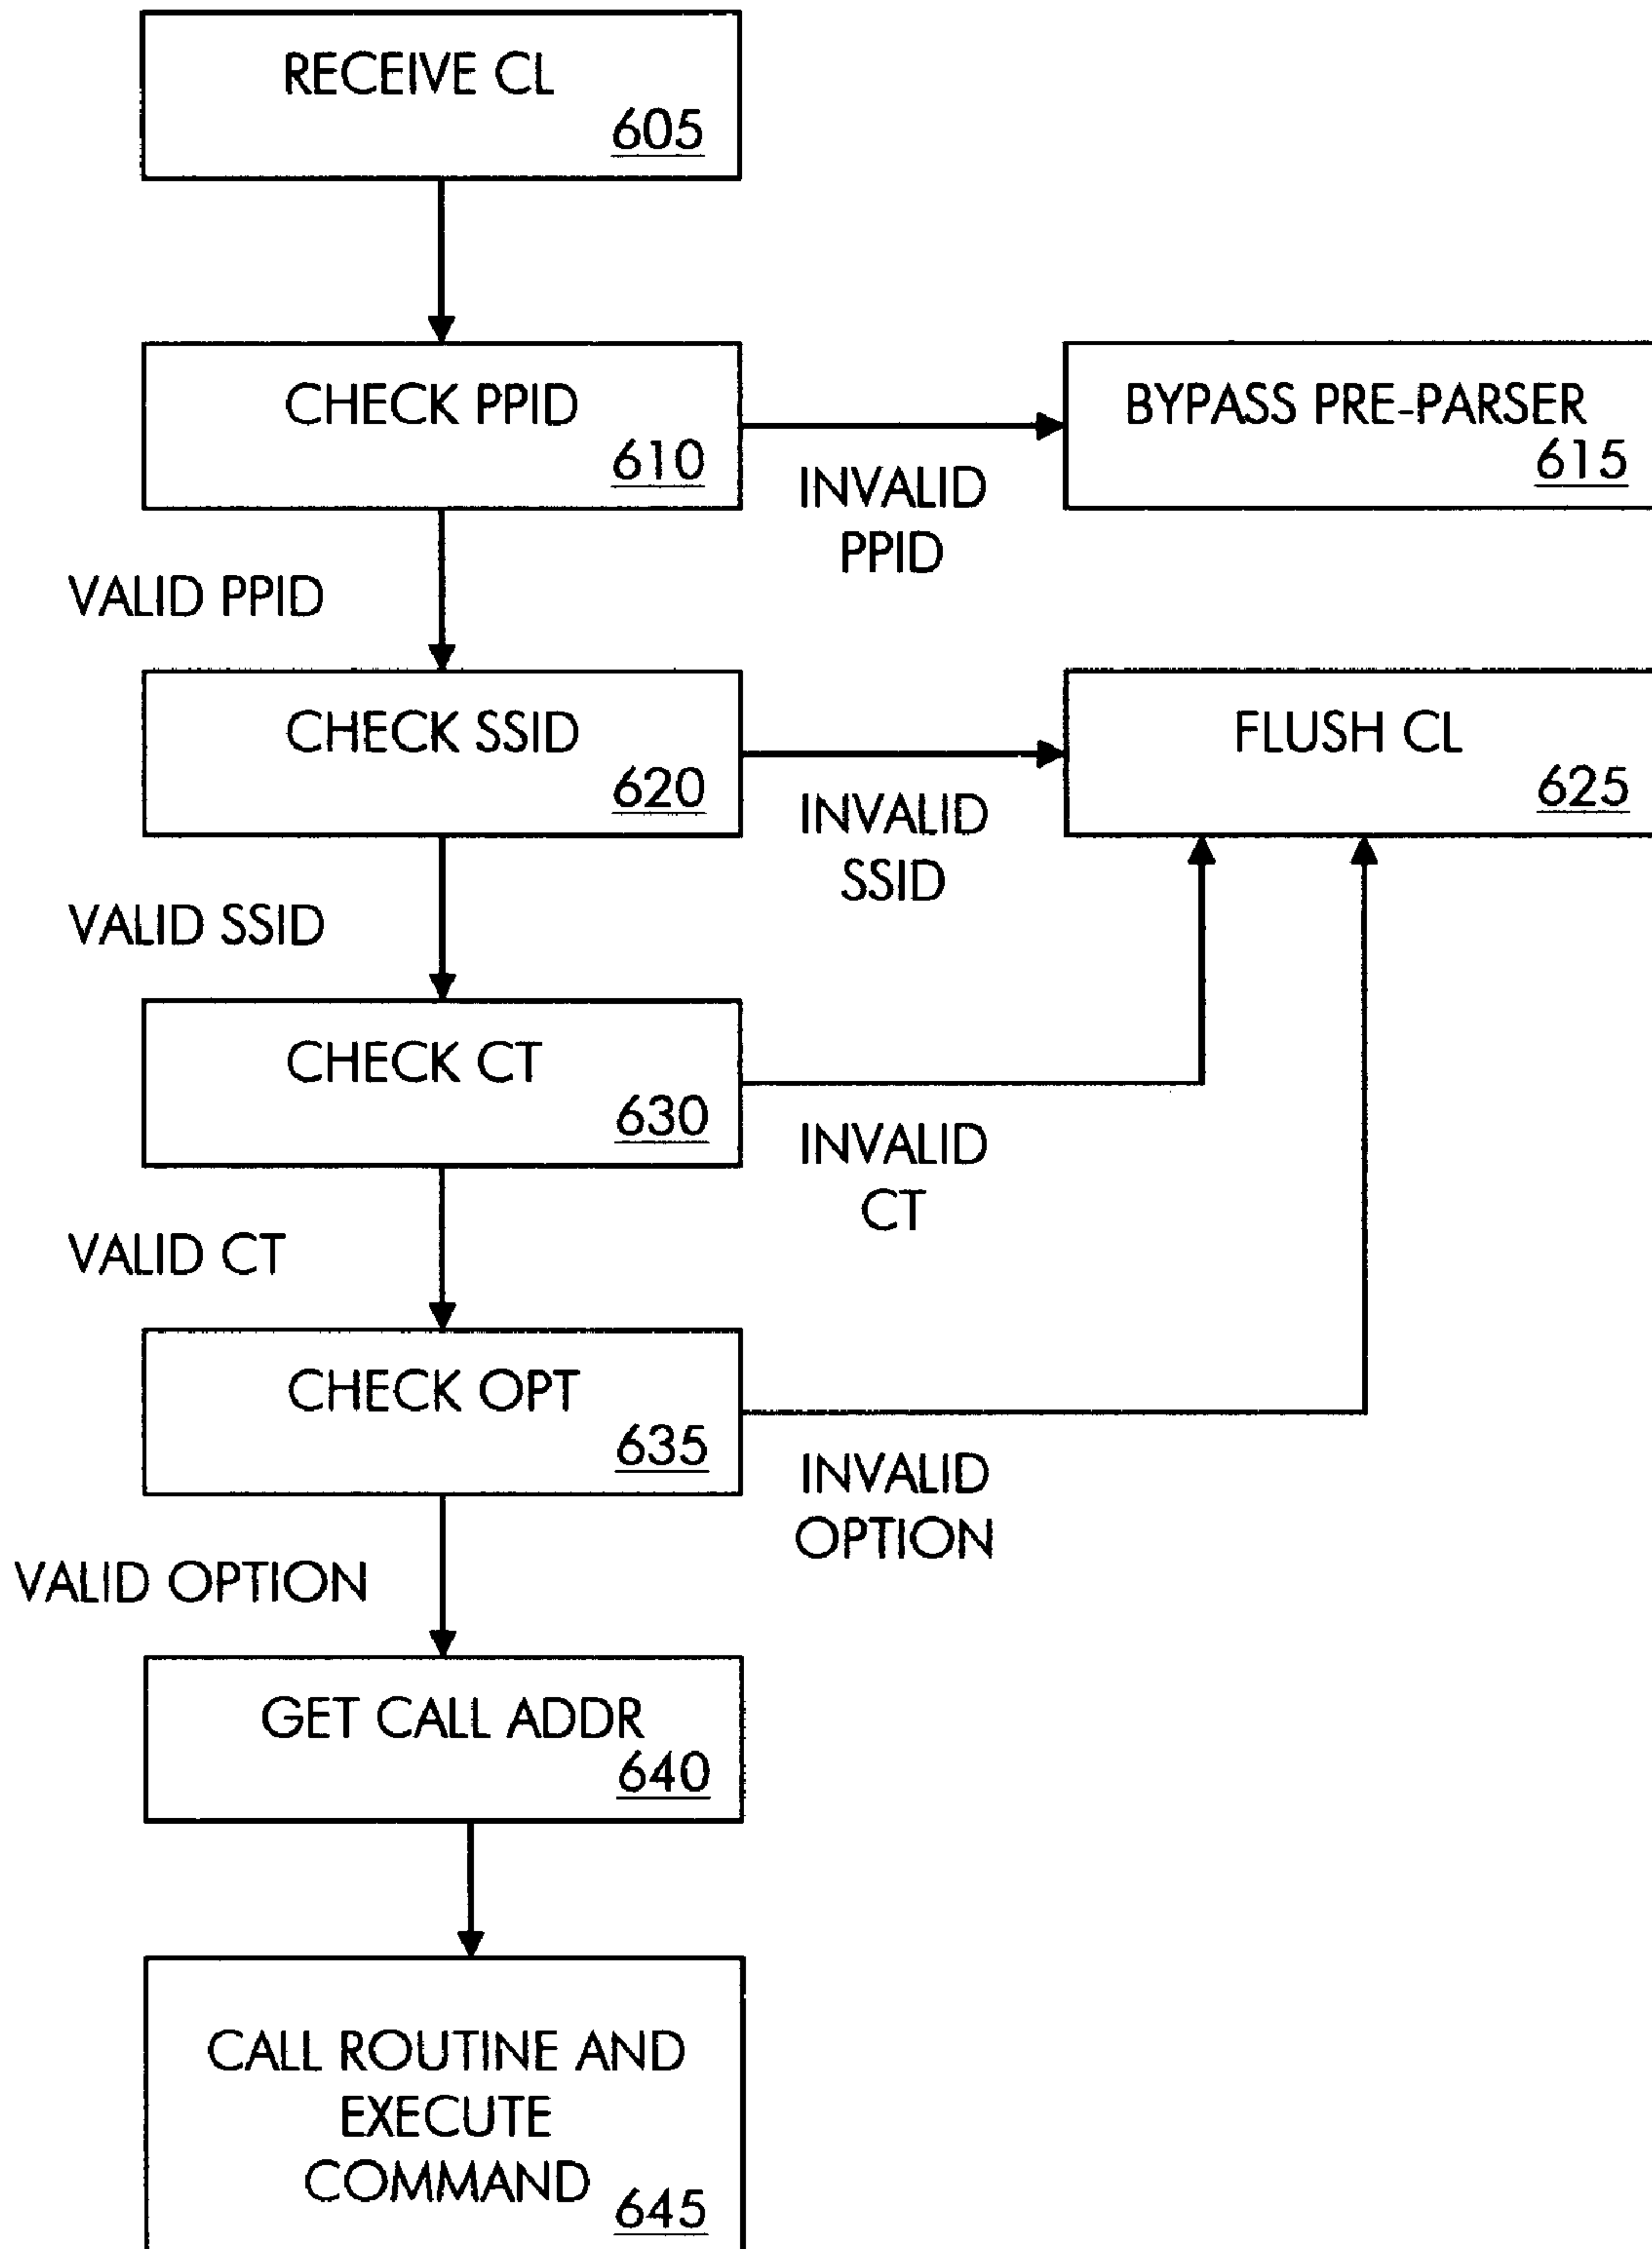 RECEIVE CL
605
CHECK PPID
610
BYPASS PRE-PARSER
615
INVALID
PPID
VALID PPID
CHECK SSID
620
FLUSH CL
625
INVALID
SSID
VALID SSID
CHECK CT
630
INVALID
CT
VALID CT
CHECK OPT
635
INVALID
OPTION
VALID OPTION
GET CALL ADDR
640
CALL ROUTINE AND
EXECUTE
COMMAND
645